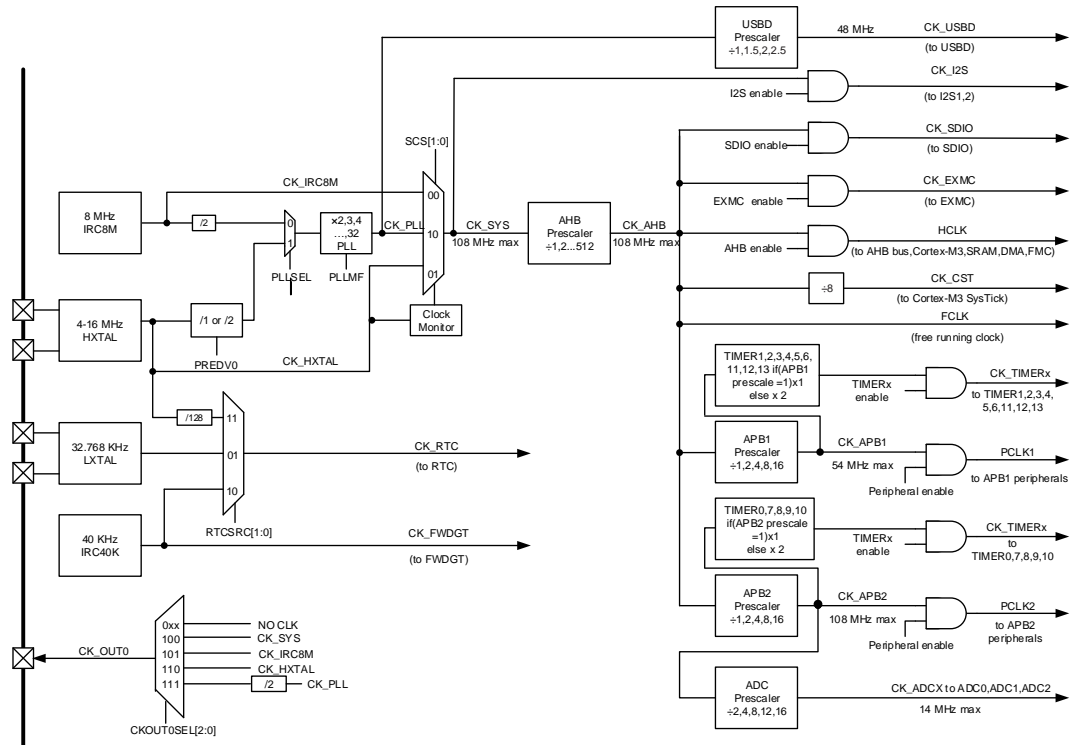 USBD
Prescaler
÷1,1.5,2,2.5
48 MHz
CK_USBD
(to USBD)
I2S enable
CK_I2S
(to I2S1,2)
SCS[1:0]
SDIO enable
CK_SDIO
(to SDIO)
8 MHz
IRC8M
CK_IRC8M
/2
0
1
PLLSEL
×2,3,4
...,32
PLL
PLLMF
CK_PLL
00
10
01
CK_SYS
108 MHz max
AHB
Prescaler
÷1,2...512
CK_AHB
108 MHz max
EXMC enable
CK_EXMC
(to EXMC)
AHB enable
HCLK
(to AHB bus,Cortex-M3,SRAM,DMA,FMC)
÷8
CK_CST
(to Cortex-M3 SysTick)
FCLK
(free running clock)
Clock
Monitor
4-16 MHz
HXTAL
/1 or /2
PREDV0
CK_HXTAL
TIMER1,2,3,4,5,6,
11,12,13 if(APB1
prescale =1)x1
else x 2
TIMERx
enable
CK_TIMERx
to TIMER1,2,3,4,
5,6,11,12,13
/128
11
01
10
RTCSRC[1:0]
32.768 KHz
LXTAL
CK_RTC
(to RTC)
APB1
Prescaler
÷1,2,4,8,16
CK_APB1
54 MHz max
Peripheral enable
PCLK1
to APB1 peripherals
40 KHz
IRC40K
CK_FWDGT
(to FWDGT)
TIMER0,7,8,9,10
if(APB2 prescale
=1)x1
else x 2
TIMERx
enable
CK_TIMERx
to
TIMER0,7,8,9,10
APB2
Prescaler
÷1,2,4,8,16
CK_APB2
108 MHz max
Peripheral enable
PCLK2
to APB2
peripherals
CK_OUT0
0xx
100
101
110
111
NO CLK
CK_SYS
CK_IRC8M
CK_HXTAL
/2
CK_PLL
CKOUT0SEL[2:0]
ADC
Prescaler
÷2,4,8,12,16
CK_ADCX to ADC0,ADC1,ADC2
14 MHz max